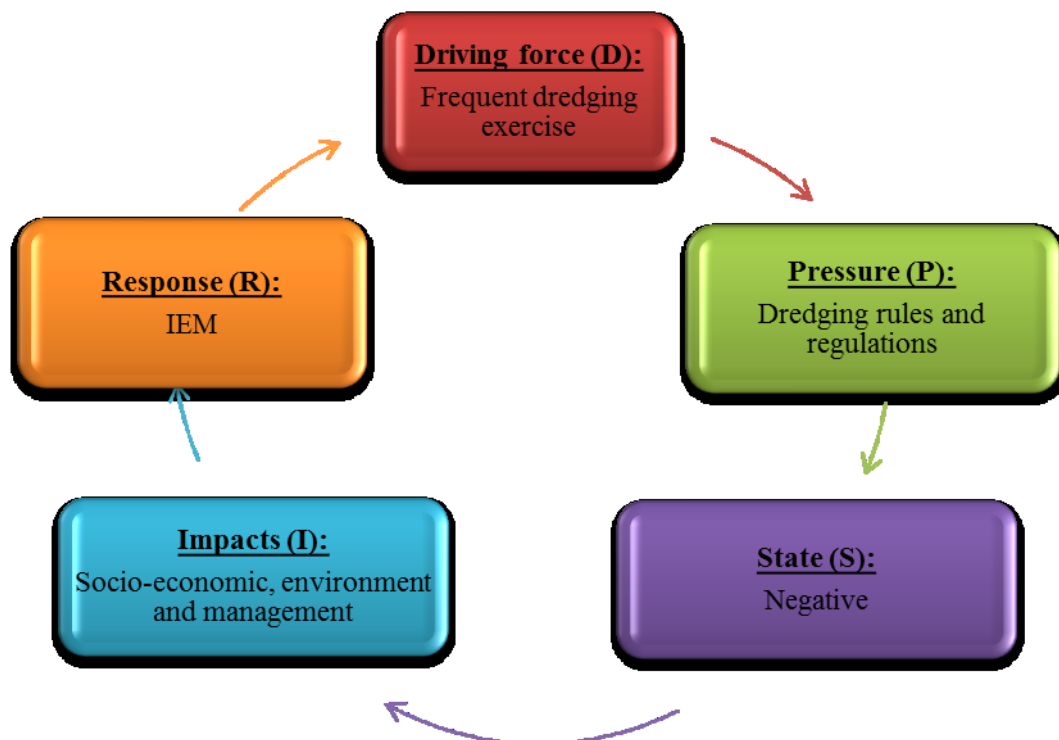 Driving force (D):
Frequent dredging
exercise
Pressure (P):
Dredging rules and
regulations
State (S):
Negative
Impacts (I):
Socio-economic, environment
and management
Response (R):
IEM